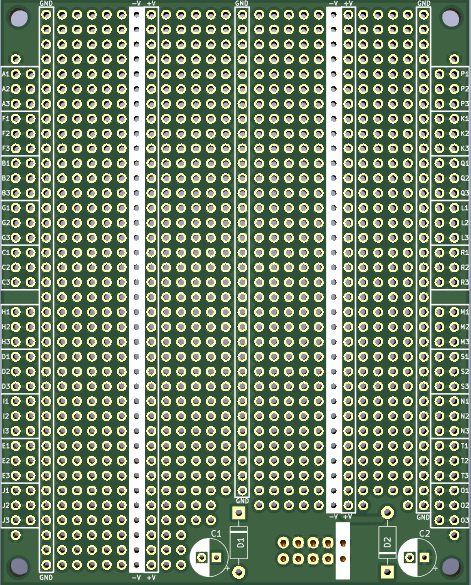 GND -V +V GND -V +V GND
A1 P1
A2 P2
A3 P3
F1 K1
F2 K2
F3 K3
B1 Q1
B2 Q2
B3 Q3
G1 L1
G2 L2
G3 L3
C1 R1
C2 R2
C3 R3
H1 M1
H2 M2
H3 M3
D1 S1
D2 S2
D3 S3
I1 N1
I2 N2
I3 N3
E1 T1
E2 T2
E3 T3
J1 O1
GND
J2 O2
-V +V GND
J3 O3
C1 D1 D2 C2
+ +
GND -V +V